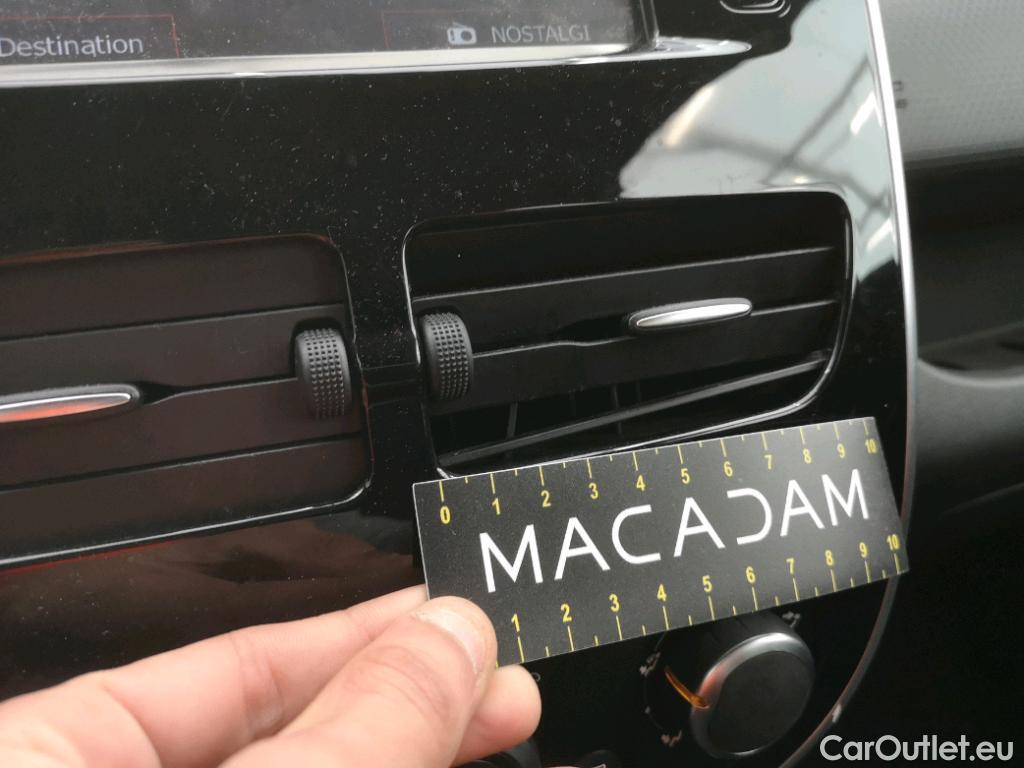 Destination
NOSTALGI
0 1 2 3 4 5 6 7 8 9 10
MACADAM
1 2 3 4 5 6 7 8 9 10
CarOutlet.eu